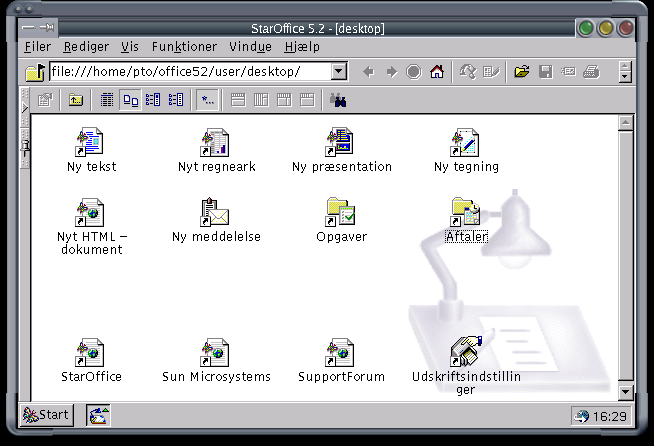 StarOffice 5.2 - [desktop]
Filer Rediger Vis Funktioner Vindue Hjælp
file:///home/pto/office52/user/desktop/
Ny tekst Nyt regneark Ny præsentation Ny tegning
Nyt HTML – Ny meddelelse Opgaver Aftaler
dokument
StarOffice Sun Microsystems SupportForum Udskriftsindstillin
ger
Start 16:29